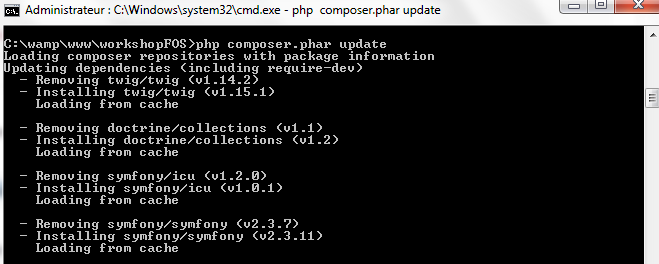 Administrateur : C:\Windows\system32\cmd.exe - php  composer.phar update
C:\wamp\www\workshopFOS>php composer.phar update
Loading composer repositories with package information
Updating dependencies (including require-dev)
  - Removing twig/twig (v1.14.2)
  - Installing twig/twig (v1.15.1)
    Loading from cache
  - Removing doctrine/collections (v1.1)
  - Installing doctrine/collections (v1.2)
    Loading from cache
  - Removing symfony/icu (v1.2.0)
  - Installing symfony/icu (v1.0.1)
    Loading from cache
  - Removing symfony/symfony (v2.3.7)
  - Installing symfony/symfony (v2.3.11)
    Loading from cache